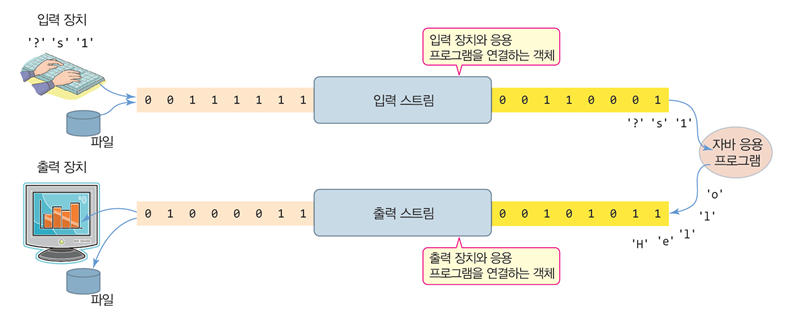 입력 장치
'?' 's' '1'
파일
0 0 1 1 1 1 1 1
입력 스트림
입력 장치와 응용
프로그램을 연결하는 객체
0 0 1 1 0 0 0 1
'?' 's' '1'
자바 응용
프로그램
출력 장치
파일
0 1 0 0 0 0 1 1
출력 스트림
출력 장치와 응용
프로그램을 연결하는 객체
0 0 1 0 1 0 1 1
'H' 'e' 'l' 'l' 'o'